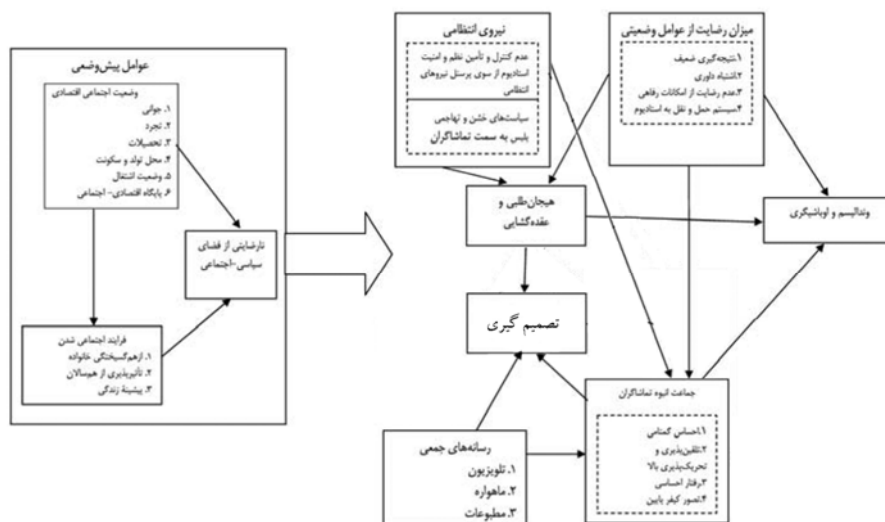 عوامل پیش‌وضعی
وضعیت اجتماعی اقتصادی
۱. جوانی
۲. تجرد
۳. تحصیلات
۴. محل تولد و سکونت
۵. وضعیت اشتغال
۶. پایگاه اقتصادی- اجتماعی
نارضایتی از فضای
سیاسی-اجتماعی
فرایند اجتماعی شدن
۱. ازهم‌گسیختگی خانواده
۲. تأثیرپذیری از هم‌سالان
۳. پیشینهٔ زندگی
نیروی انتظامی
عدم کنترل و تأمین نظم و امنیت
استادیوم از سوی پرسنل نیروهای
انتظامی
سیاست‌های خشن و تهاجمی
پلیس به سمت تماشاگران
میزان رضایت از عوامل وضعیتی
۱.نتیجه‌گیری ضعیف
۲.اشتباه داوری
۳.عدم رضایت از امکانات رفاهی
۴.سیستم حمل و نقل به استادیوم
هیجان‌طلبی و
عقده‌گشایی
وندالیسم و اوباشیگری
تصمیم گیری
رسانه‌های جمعی
۱. تلویزیون
۲. ماهواره
۳. مطبوعات
جماعت انبوه تماشاگران
۱.احساس گمنامی
۲.تلقین‌پذیری و
تحریک‌پذیری بالا
۳.رفتار احساسی
۴.تصور کیفر پایین